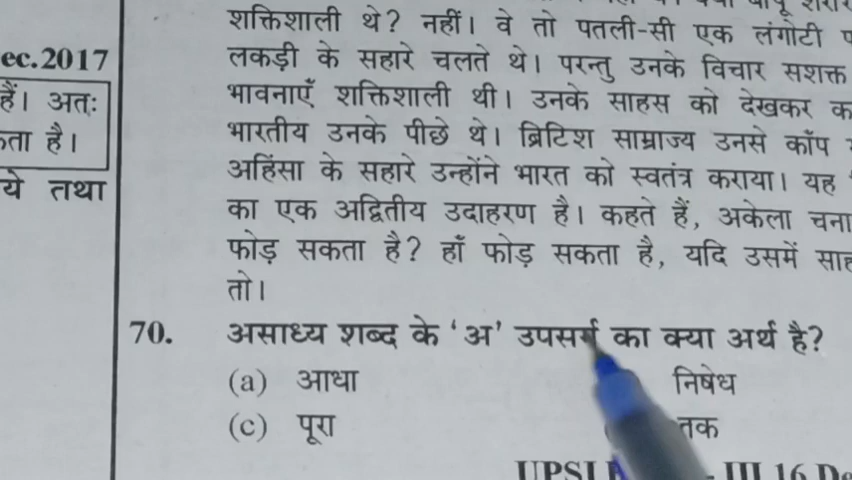 शक्तिशाली थे? नहीं। वे तो पतली-सी एक लंगोटी
ec.2017
लकड़ी के सहारे चलते थे। परन्तु उनके विचार सशक्त
हैं। अतः
भावनाएँ शक्तिशाली थी। उनके साहस को देखकर
ता है।
भारतीय उनके पीछे थे। ब्रिटिश साम्राज्य उनसे काँप
अहिंसा के सहारे उन्होंने भारत को स्वतंत्र कराया। यह
ये तथा
का एक अद्वितीय उदाहरण है। कहते हैं, अकेला चना
फोड़ सकता है? हाँ फोड़ सकता है, यदि उसमें
तो।
70. असाध्य शब्द के 'अ' उपसर्ग का क्या अर्थ है?
(a) आधा निषेध
(c) पूरा तक
III 16